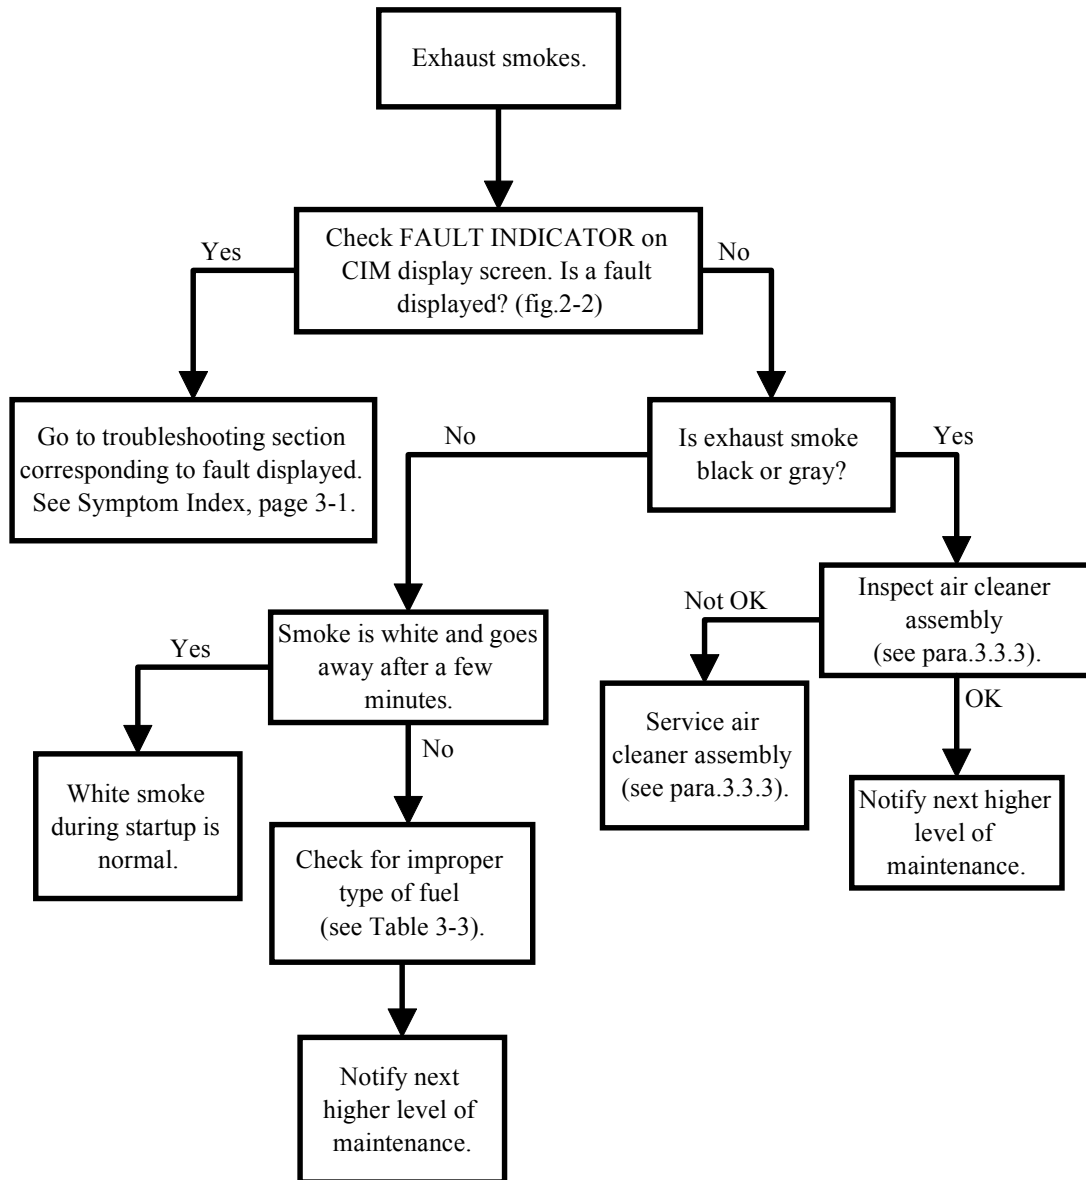 Exhaust smokes.
Check FAULT INDICATOR on
CIM display screen. Is a fault
displayed? (fig.2-2)
Yes
No
Go to troubleshooting section
corresponding to fault displayed.
See Symptom Index, page 3-1.
Is exhaust smoke
black or gray?
No
Yes
Inspect air cleaner
assembly
(see para.3.3.3).
Not OK
OK
Smoke is white and goes
away after a few
minutes.
Yes
No
Service air
cleaner assembly
(see para.3.3.3).
White smoke
during startup is
normal.
Notify next higher
level of
maintenance.
Check for improper
type of fuel
(see Table 3-3).
Notify next
higher level of
maintenance.